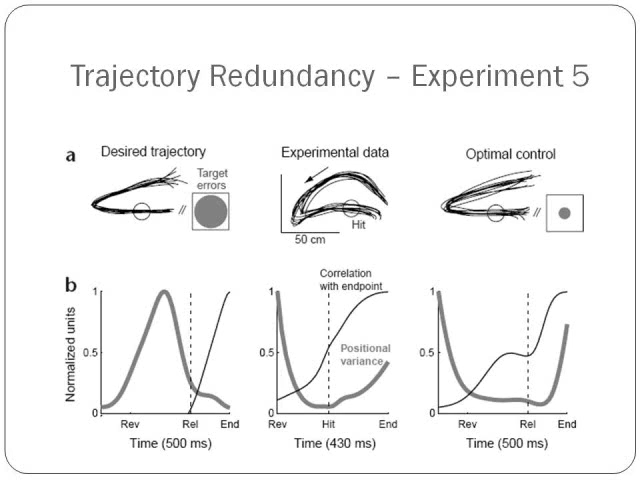 Trajectory Redundancy – Experiment 5
a
Desired trajectory
Target
errors
//
Experimental data
Hit
50 cm
Optimal control
//
b
Normalized units
1
0.5
0
Rev
Rel
End
Time (500 ms)
Correlation
with endpoint
Positional
variance
1
0.5
0
Rev
Hit
End
Time (430 ms)
1
0.5
0
Rev
Rel
End
Time (500 ms)